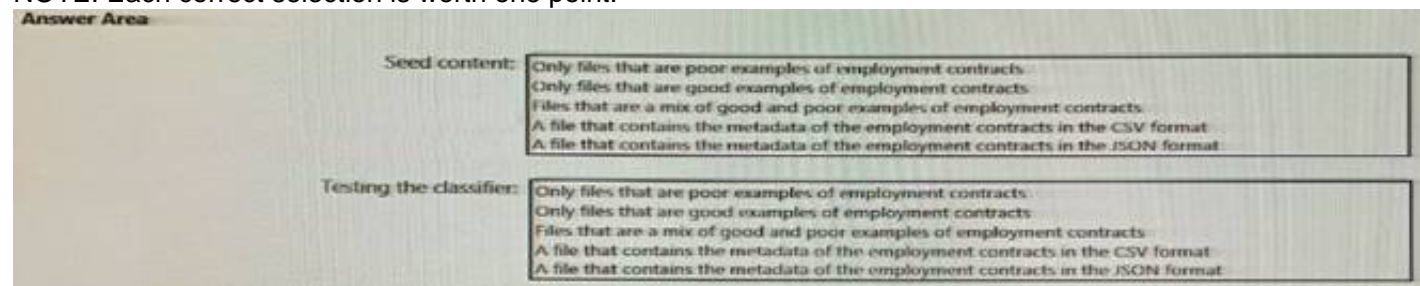 NOTE: Each correct selection is worth one point.
Answer Area
Seed content:
Only files that are poor examples of employment contracts
Only files that are good examples of employment contracts
Files that are a mix of good and poor examples of employment contracts
A file that contains the metadata of the employment contracts in the CSV format
A file that contains the metadata of the employment contracts in the JSON format
Testing the classifier:
Only files that are poor examples of employment contracts
Only files that are good examples of employment contracts
Files that are a mix of good and poor examples of employment contracts
A file that contains the metadata of the employment contracts in the CSV format
A file that contains the metadata of the employment contracts in the JSON format